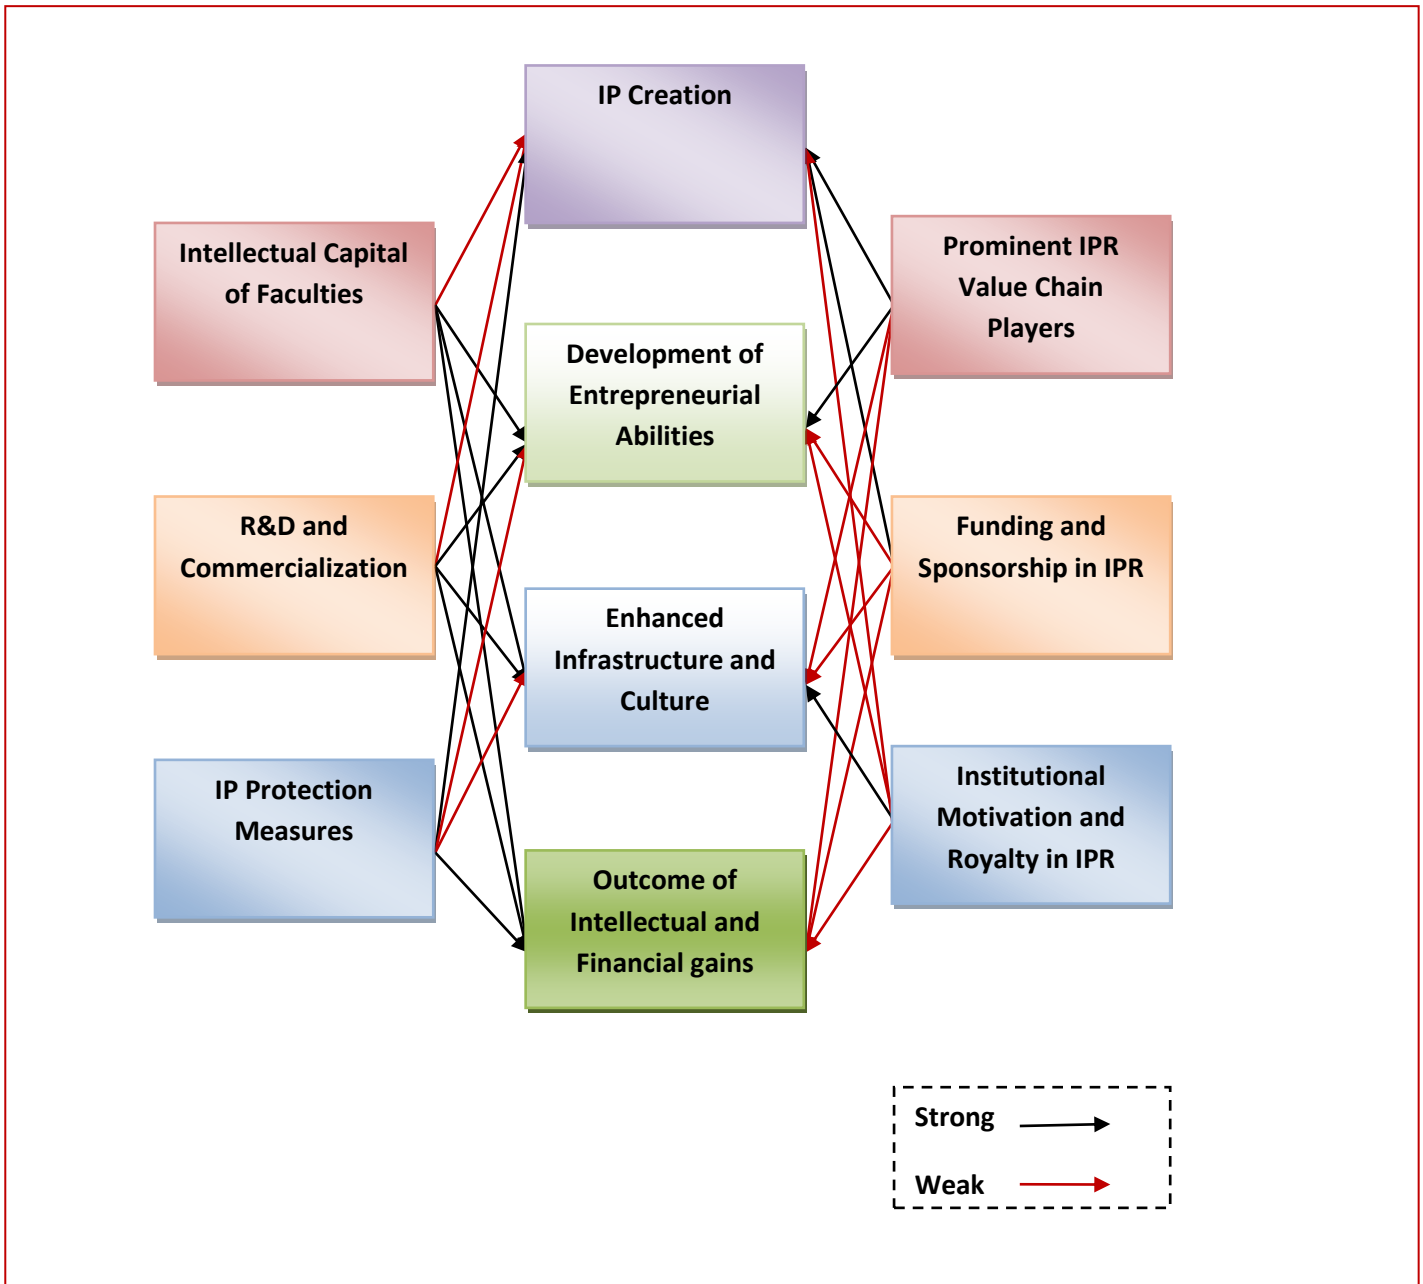 IP Creation
Intellectual Capital
of Faculties
Prominent IPR
Value Chain
Players
Development of
Entrepreneurial
Abilities
R&D and
Commercialization
Funding and
Sponsorship in IPR
Enhanced
Infrastructure and
Culture
IP Protection
Measures
Institutional
Motivation and
Royalty in IPR
Outcome of
Intellectual and
Financial gains
Strong
Weak